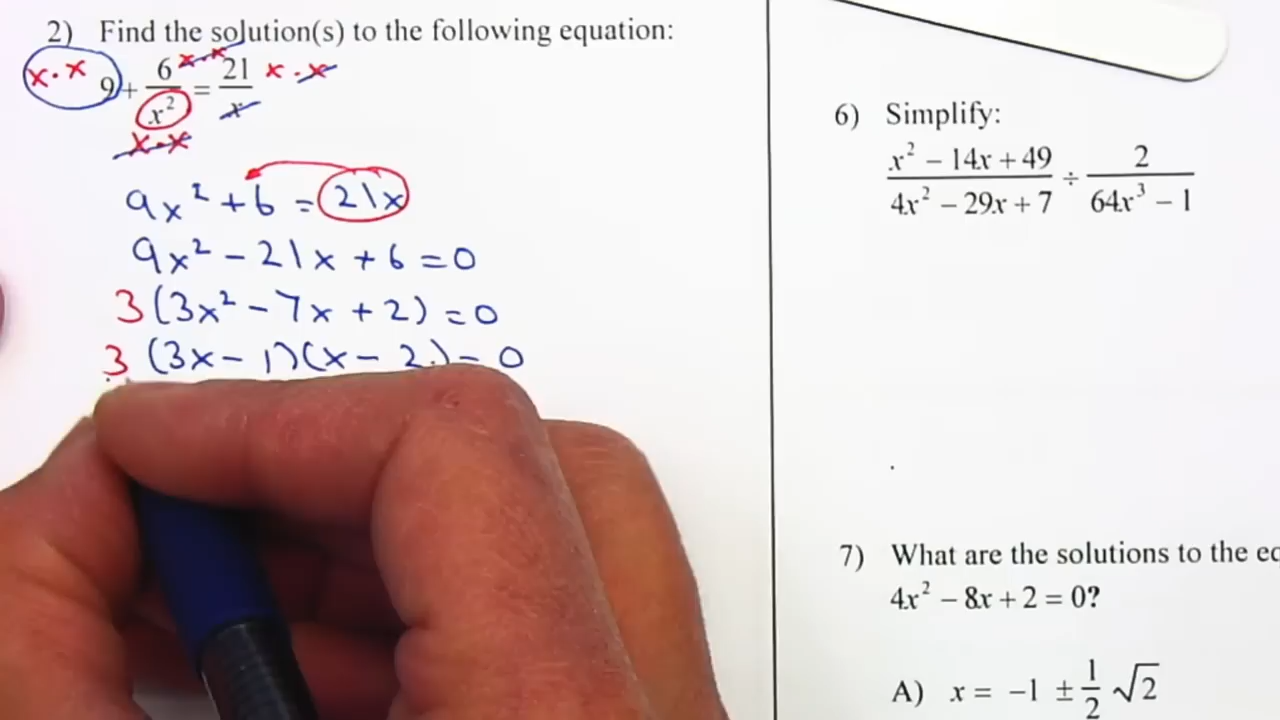 2) Find the solution(s) to the following equation:
x·x 9 + 6/x² x·x = 21/x x·x
x·x
9x² + 6 = 21x
9x² - 21x + 6 = 0
3(3x² - 7x + 2) = 0
3 (3x - 1)(x - 2) = 0
6) Simplify:
x² − 14x + 49 / 4x² − 29x + 7 ÷ 2 / 64x³ − 1
7) What are the solutions to the
4x² − 8x + 2 = 0?
A) x = −1 ± 1/2 √2